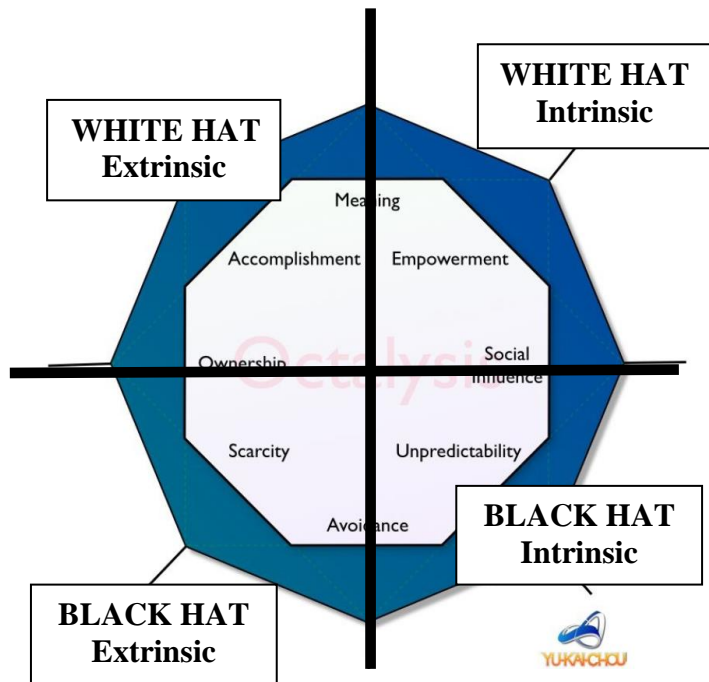 WHITE HAT
Intrinsic
WHITE HAT
Extrinsic
Meaning
Accomplishment
Empowerment
Octalysis
Ownership
Social
Influence
Scarcity
Unpredictability
Avoidance
BLACK HAT
Intrinsic
BLACK HAT
Extrinsic
YU-KAI-CHOU